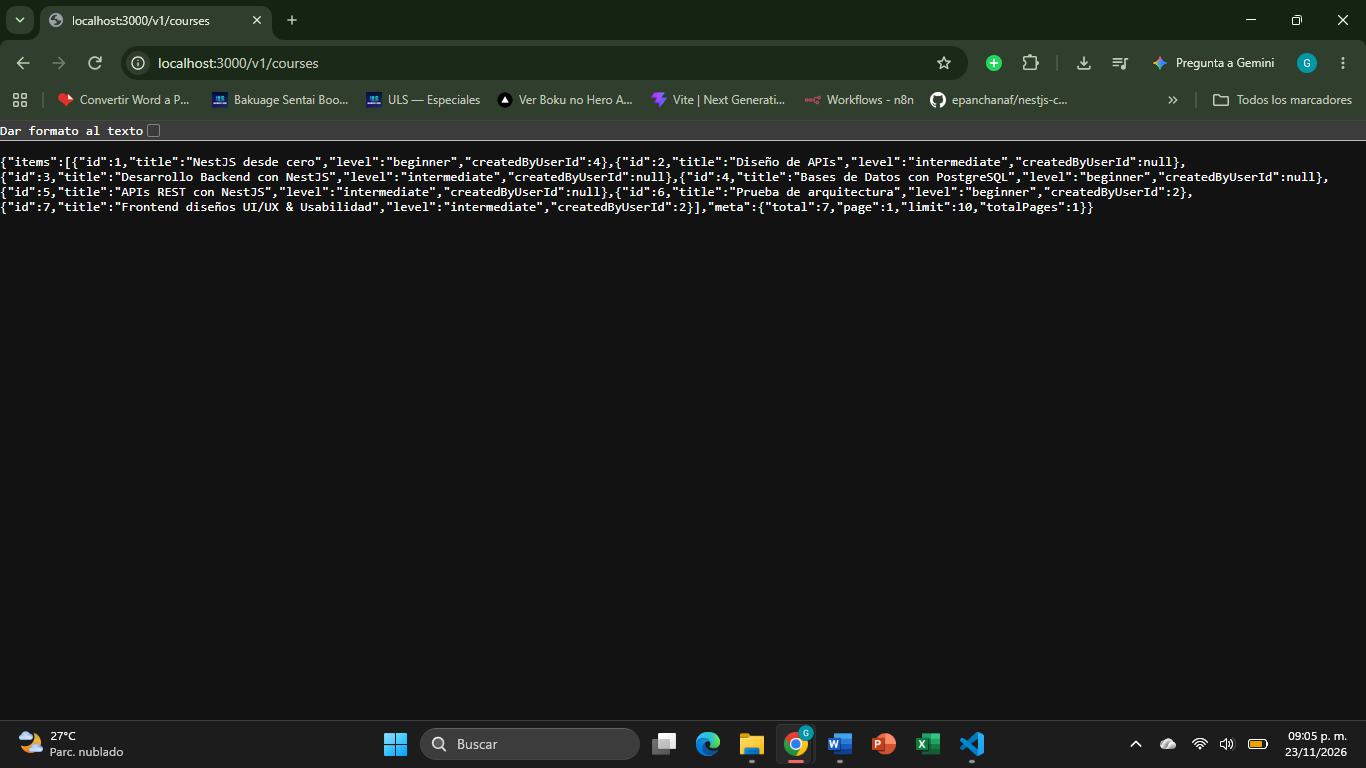 localhost:3000/v1/courses
localhost:3000/v1/courses
Pregunta a Gemini
G
Convertir Word a P...
Bakuage Sentai Boo...
ULS — Especiales
Ver Boku no Hero A...
Vite | Next Generati...
Workflows - n8n
epanchanaf/nestjs-c...
Todos los marcadores
Dar formato al texto
{"items":[{"id":1,"title":"NestJS desde cero","level":"beginner","createdByUserId":4},{"id":2,"title":"Diseño de APIs","level":"intermediate","createdByUserId":null},
{"id":3,"title":"Desarrollo Backend con NestJS","level":"intermediate","createdByUserId":null},{"id":4,"title":"Bases de Datos con PostgreSQL","level":"beginner","createdByUserId":null},
{"id":5,"title":"APIs REST con NestJS","level":"intermediate","createdByUserId":null},{"id":6,"title":"Prueba de arquitectura","level":"beginner","createdByUserId":2},
{"id":7,"title":"Frontend diseños UI/UX & Usabilidad","level":"intermediate","createdByUserId":2}],"meta":{"total":7,"page":1,"limit":10,"totalPages":1}}
27°C
Parc. nublado
Buscar
G
W
P
X
09:05 p. m.
23/11/2026